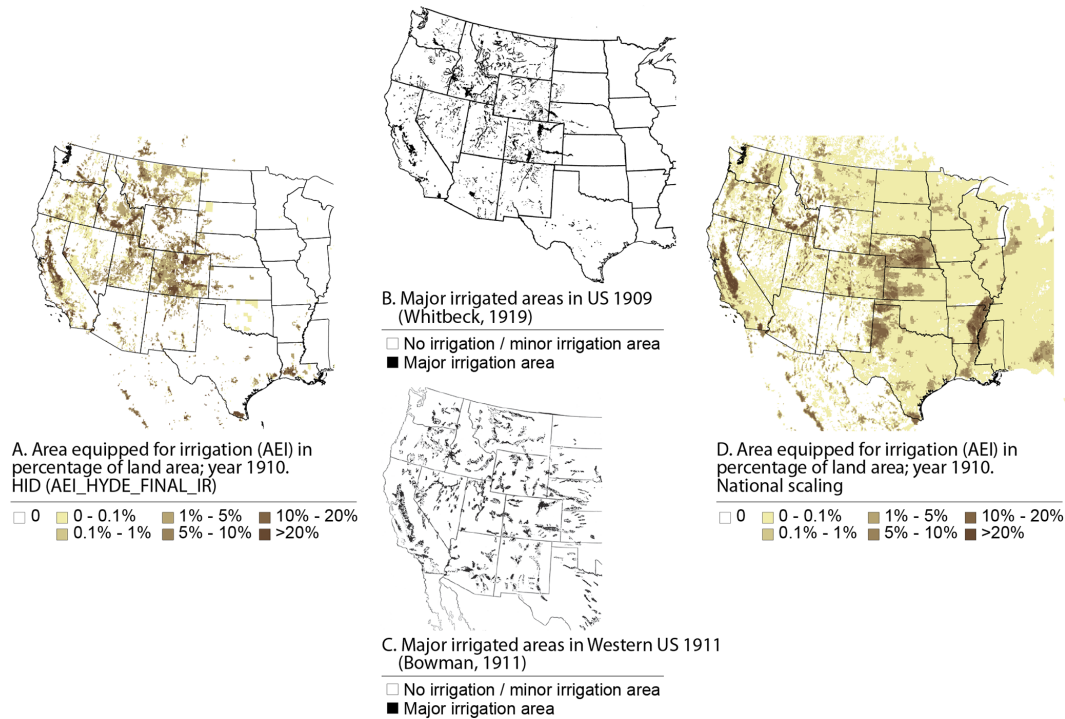 B. Major irrigated areas in US 1909
(Whitbeck, 1919)
No irrigation / minor irrigation area
Major irrigation area
A. Area equipped for irrigation (AEI) in
percentage of land area; year 1910.
HID (AEI_HYDE_FINAL_IR)
0
0 - 0.1%
1% - 5%
10% - 20%
0.1% - 1%
5% - 10%
>20%
C. Major irrigated areas in Western US 1911
(Bowman, 1911)
No irrigation / minor irrigation area
Major irrigation area
D. Area equipped for irrigation (AEI) in
percentage of land area; year 1910.
National scaling
0
0 - 0.1%
1% - 5%
10% - 20%
0.1% - 1%
5% - 10%
>20%